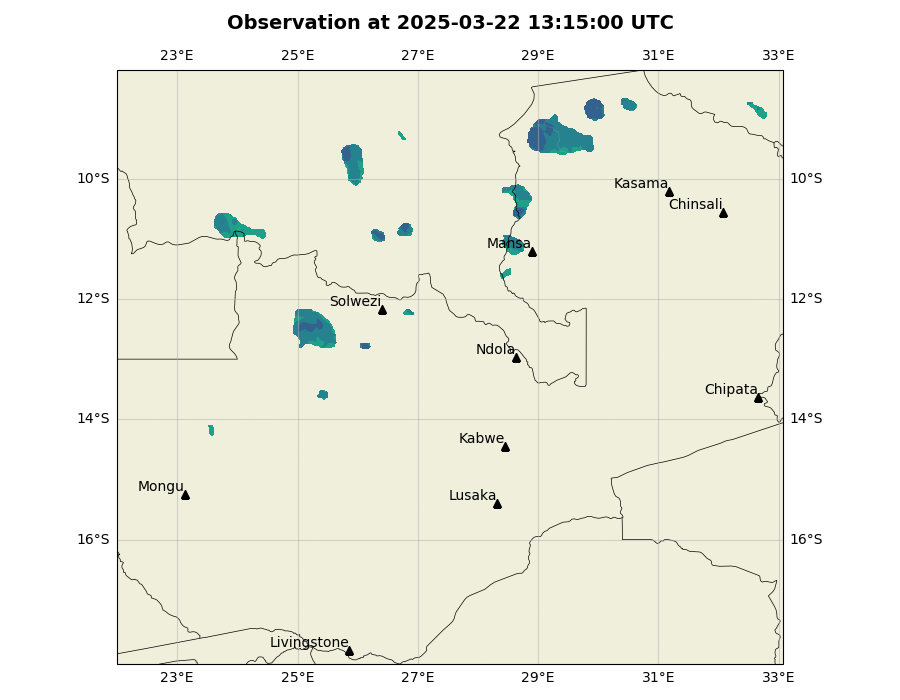 Observation at 2025-03-22 13:15:00 UTC
23°E 25°E 27°E 29°E 31°E 33°E
10°S 10°S
Kasama
Chinsali
Mansa
12°S 12°S
Solwezi
Ndola
Chipata
14°S 14°S
Kabwe
Mongu
Lusaka
16°S 16°S
Livingstone
23°E 25°E 27°E 29°E 31°E 33°E